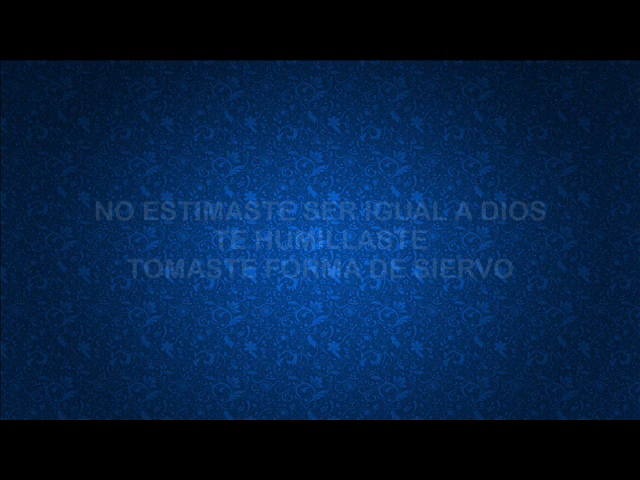 NO ESTIMASTE SER IGUAL A DIOS
TE HUMILLASTE
TOMASTE FORMA DE SIERVO